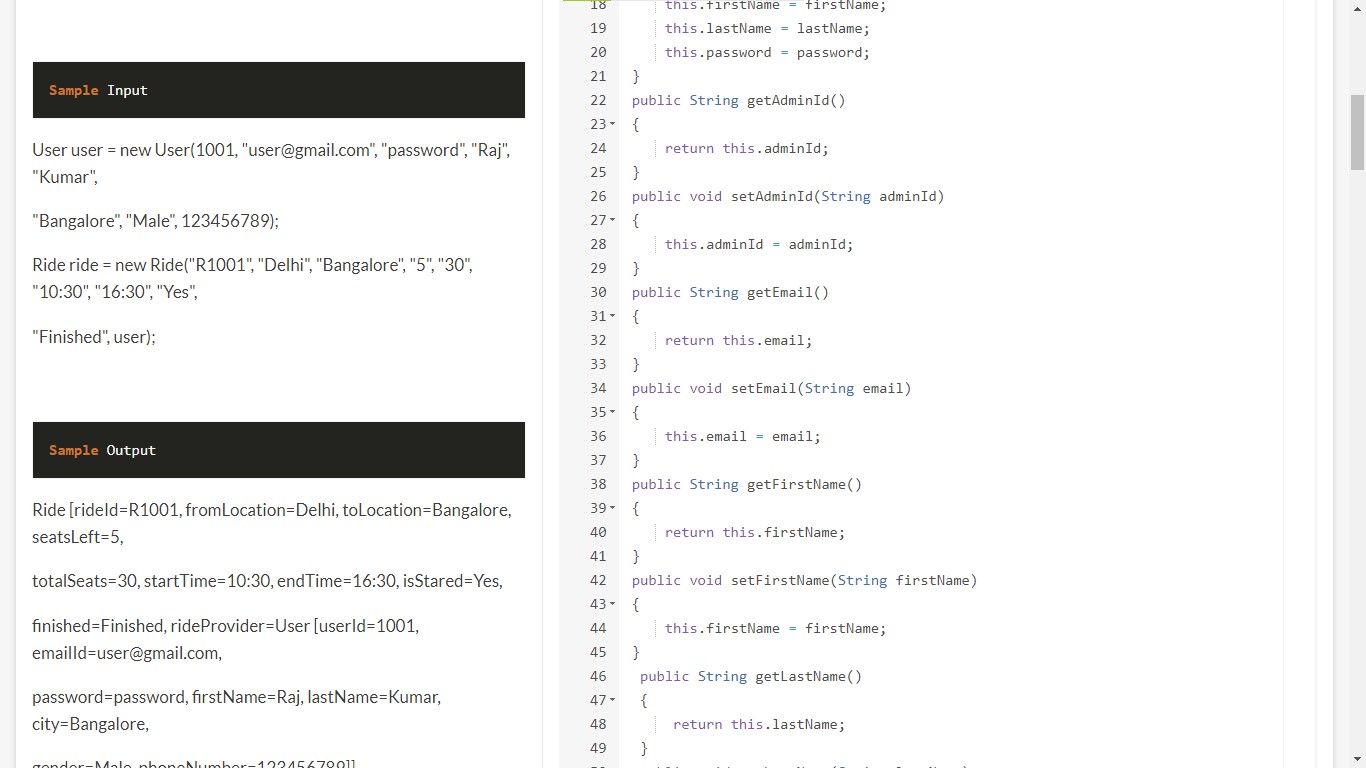 Sample Input
User user = new User(1001, "user@gmail.com", "password", "Raj",
"Kumar",
"Bangalore", "Male", 123456789);
Ride ride = new Ride("R1001", "Delhi", "Bangalore", "5", "30",
"10:30", "16:30", "Yes",
"Finished", user);
Sample Output
Ride [rideId=R1001, fromLocation=Delhi, toLocation=Bangalore,
seatsLeft=5,
totalSeats=30, startTime=10:30, endTime=16:30, isStared=Yes,
finished=Finished, rideProvider=User [userId=1001,
emailId=user@gmail.com,
password=password, firstName=Raj, lastName=Kumar,
city=Bangalore,
gender=Male, phoneNumber=123456789]]
18 this.firstName = firstName;
19 this.lastName = lastName;
20 this.password = password;
21 }
22 public String getAdminId()
23 {
24 return this.adminId;
25 }
26 public void setAdminId(String adminId)
27 {
28 this.adminId = adminId;
29 }
30 public String getEmail()
31 {
32 return this.email;
33 }
34 public void setEmail(String email)
35 {
36 this.email = email;
37 }
38 public String getFirstName()
39 {
40 return this.firstName;
41 }
42 public void setFirstName(String firstName)
43 {
44 this.firstName = firstName;
45 }
46 public String getLastName()
47 {
48 return this.lastName;
49 }